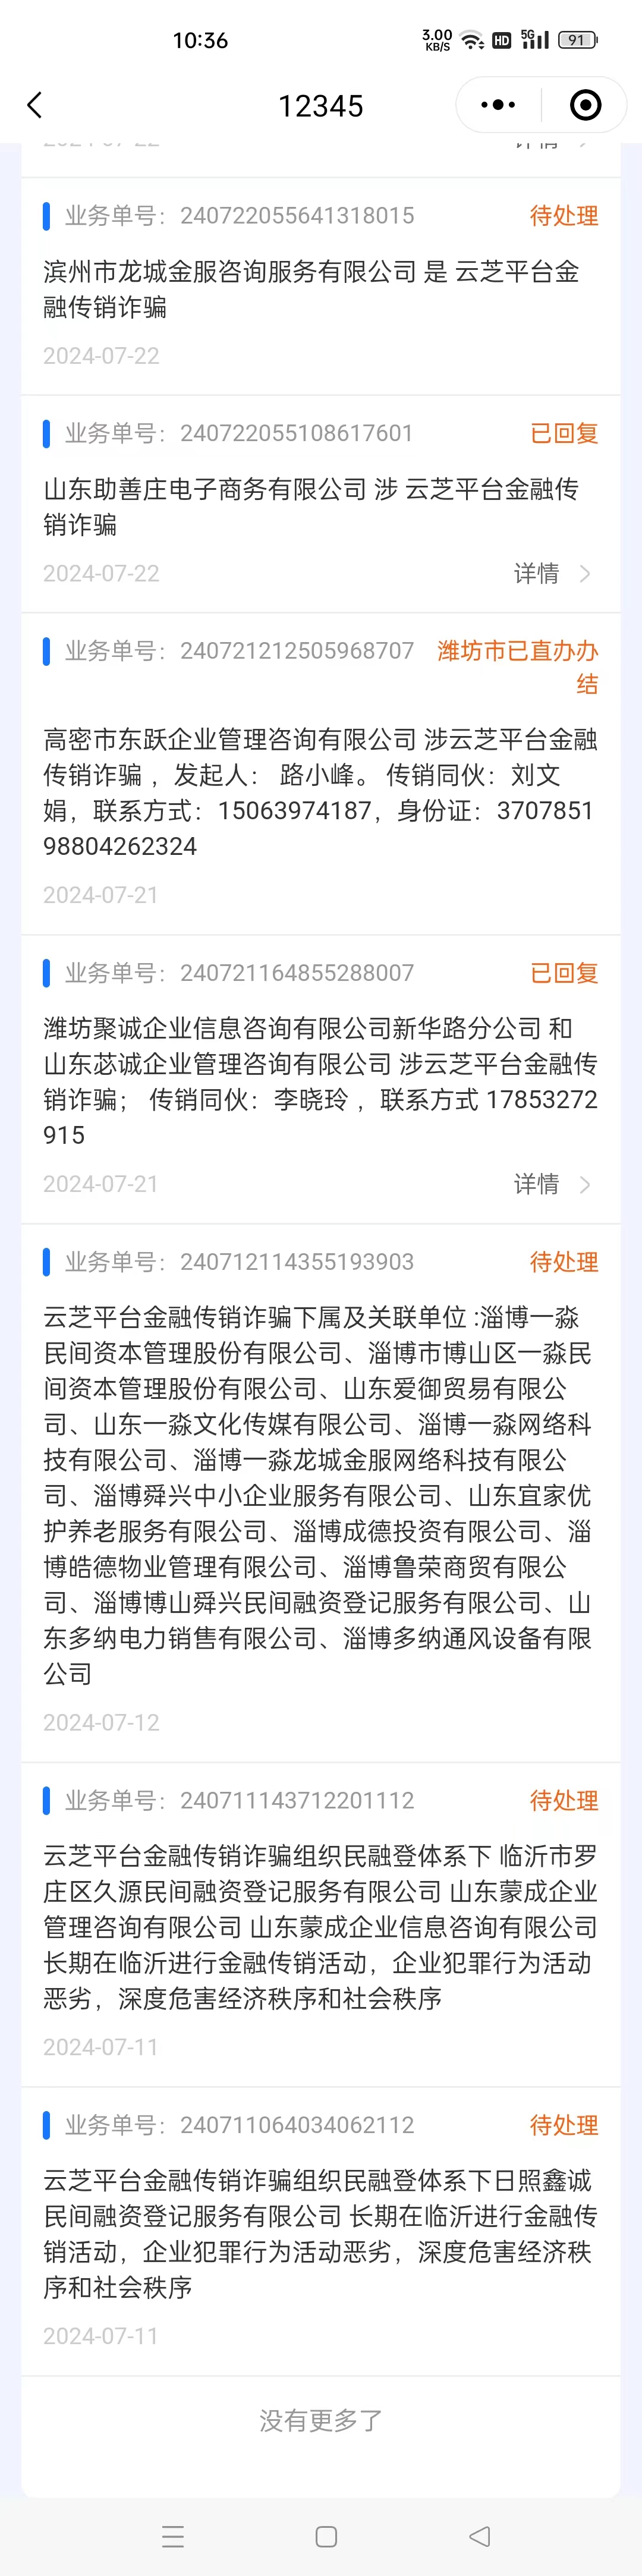 10:36
3.00
KB/S
HD
5G
91
12345
业务单号：240722055641318015
待处理
滨州市龙城金服咨询服务有限公司 是 云芝平台金
融传销诈骗
2024-07-22
业务单号：240722055108617601
已回复
山东助善庄电子商务有限公司 涉 云芝平台金融传
销诈骗
2024-07-22
详情
业务单号：240721212505968707
潍坊市已直办办
结
高密市东跃企业管理咨询有限公司 涉云芝平台金融
传销诈骗 ，发起人： 路小峰。 传销同伙：刘文
娟，联系方式：15063974187，身份证：3707851
98804262324
2024-07-21
业务单号：240721164855288007
已回复
潍坊聚诚企业信息咨询有限公司新华路分公司 和
山东苾诚企业管理咨询有限公司 涉云芝平台金融传
销诈骗； 传销同伙：李晓玲 ，联系方式 17853272
915
2024-07-21
详情
业务单号：240712114355193903
待处理
云芝平台金融传销诈骗下属及关联单位 :淄博一淼
民间资本管理股份有限公司、淄博市博山区一淼民
间资本管理股份有限公司、山东爱御贸易有限公
司、山东一淼文化传媒有限公司、淄博一淼网络科
技有限公司、淄博一淼龙城金服网络科技有限公
司、淄博舜兴中小企业服务有限公司、山东宜家优
护养老服务有限公司、淄博成德投资有限公司、淄
博皓德物业管理有限公司、淄博鲁荣商贸有限公
司、淄博博山舜兴民间融资登记服务有限公司、山
东多纳电力销售有限公司、淄博多纳通风设备有限
公司
2024-07-12
业务单号：240711143712201112
待处理
云芝平台金融传销诈骗组织民融登体系下 临沂市罗
庄区久源民间融资登记服务有限公司 山东蒙成企业
管理咨询有限公司 山东蒙成企业信息咨询有限公司
长期在临沂进行金融传销活动，企业犯罪行为活动
恶劣，深度危害经济秩序和社会秩序
2024-07-11
业务单号：240711064034062112
待处理
云芝平台金融传销诈骗组织民融登体系下日照鑫诚
民间融资登记服务有限公司 长期在临沂进行金融传
销活动，企业犯罪行为活动恶劣，深度危害经济秩
序和社会秩序
2024-07-11
没有更多了